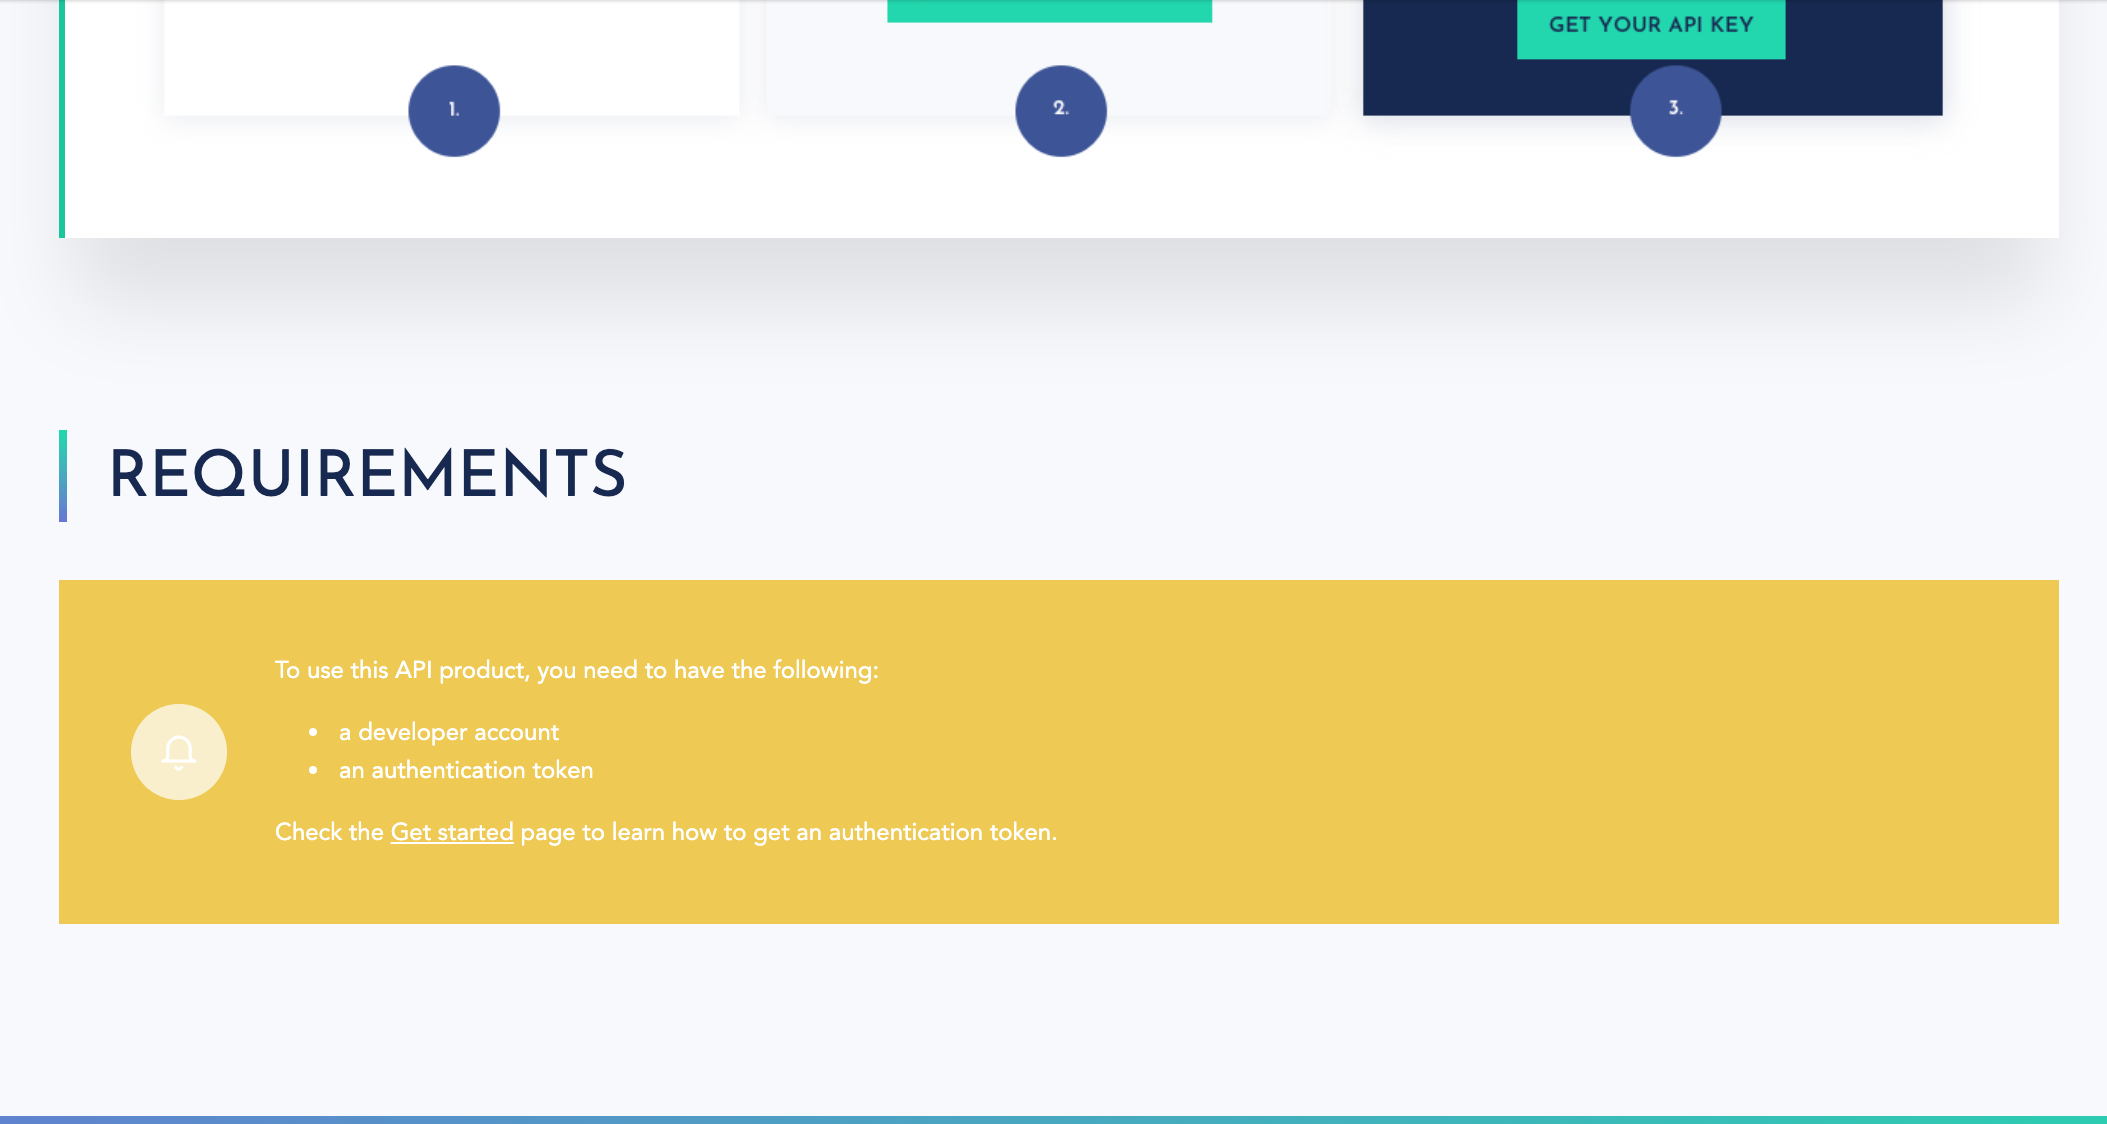 GET YOUR API KEY
1.
2.
3.
REQUIREMENTS
To use this API product, you need to have the following:
• a developer account
• an authentication token
Check the Get started page to learn how to get an authentication token.